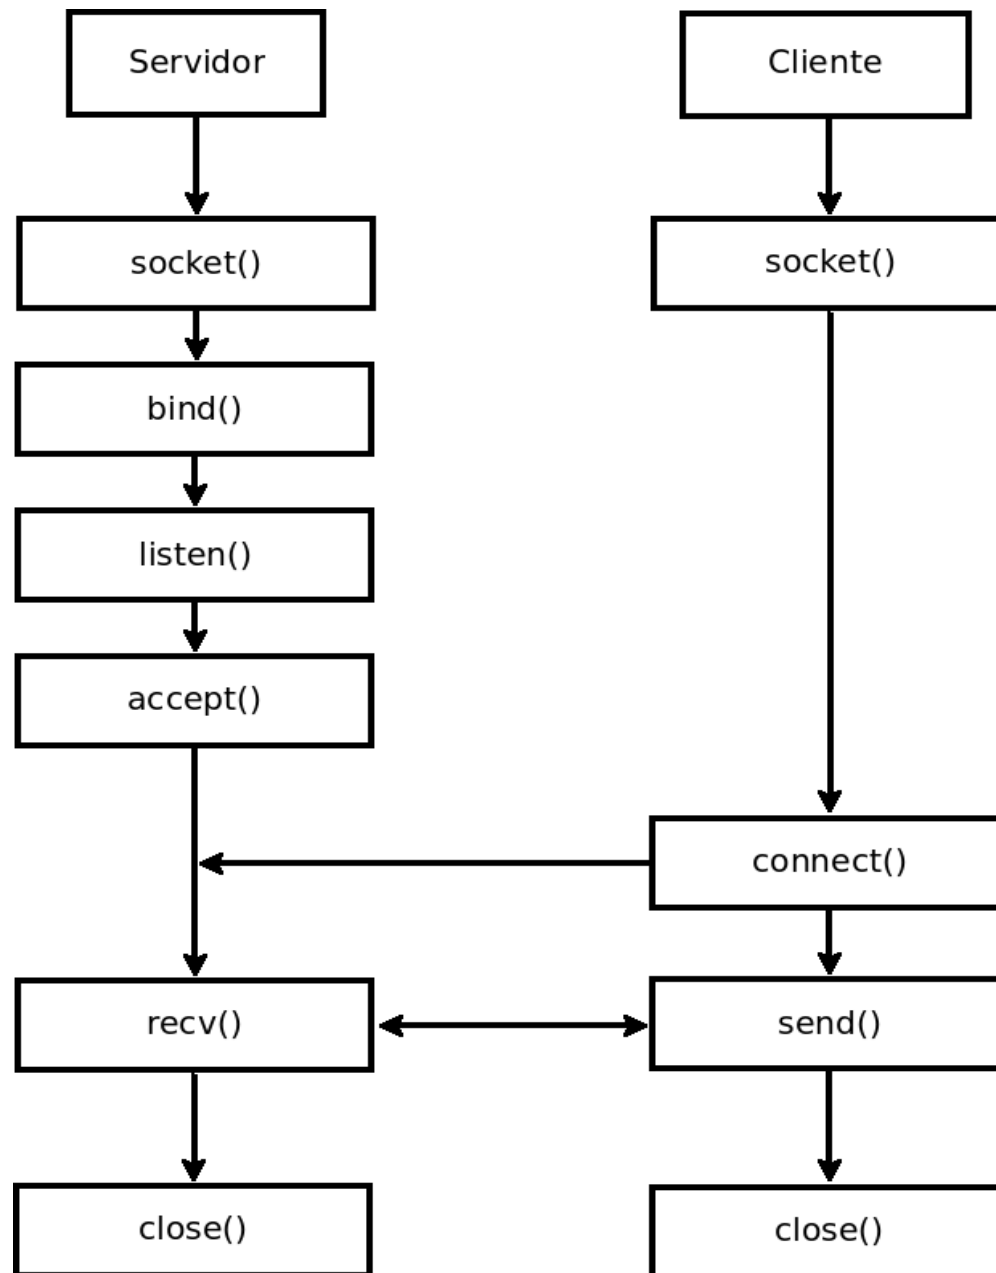 Servidor
Cliente
socket()
socket()
bind()
listen()
accept()
connect()
recv()
send()
close()
close()